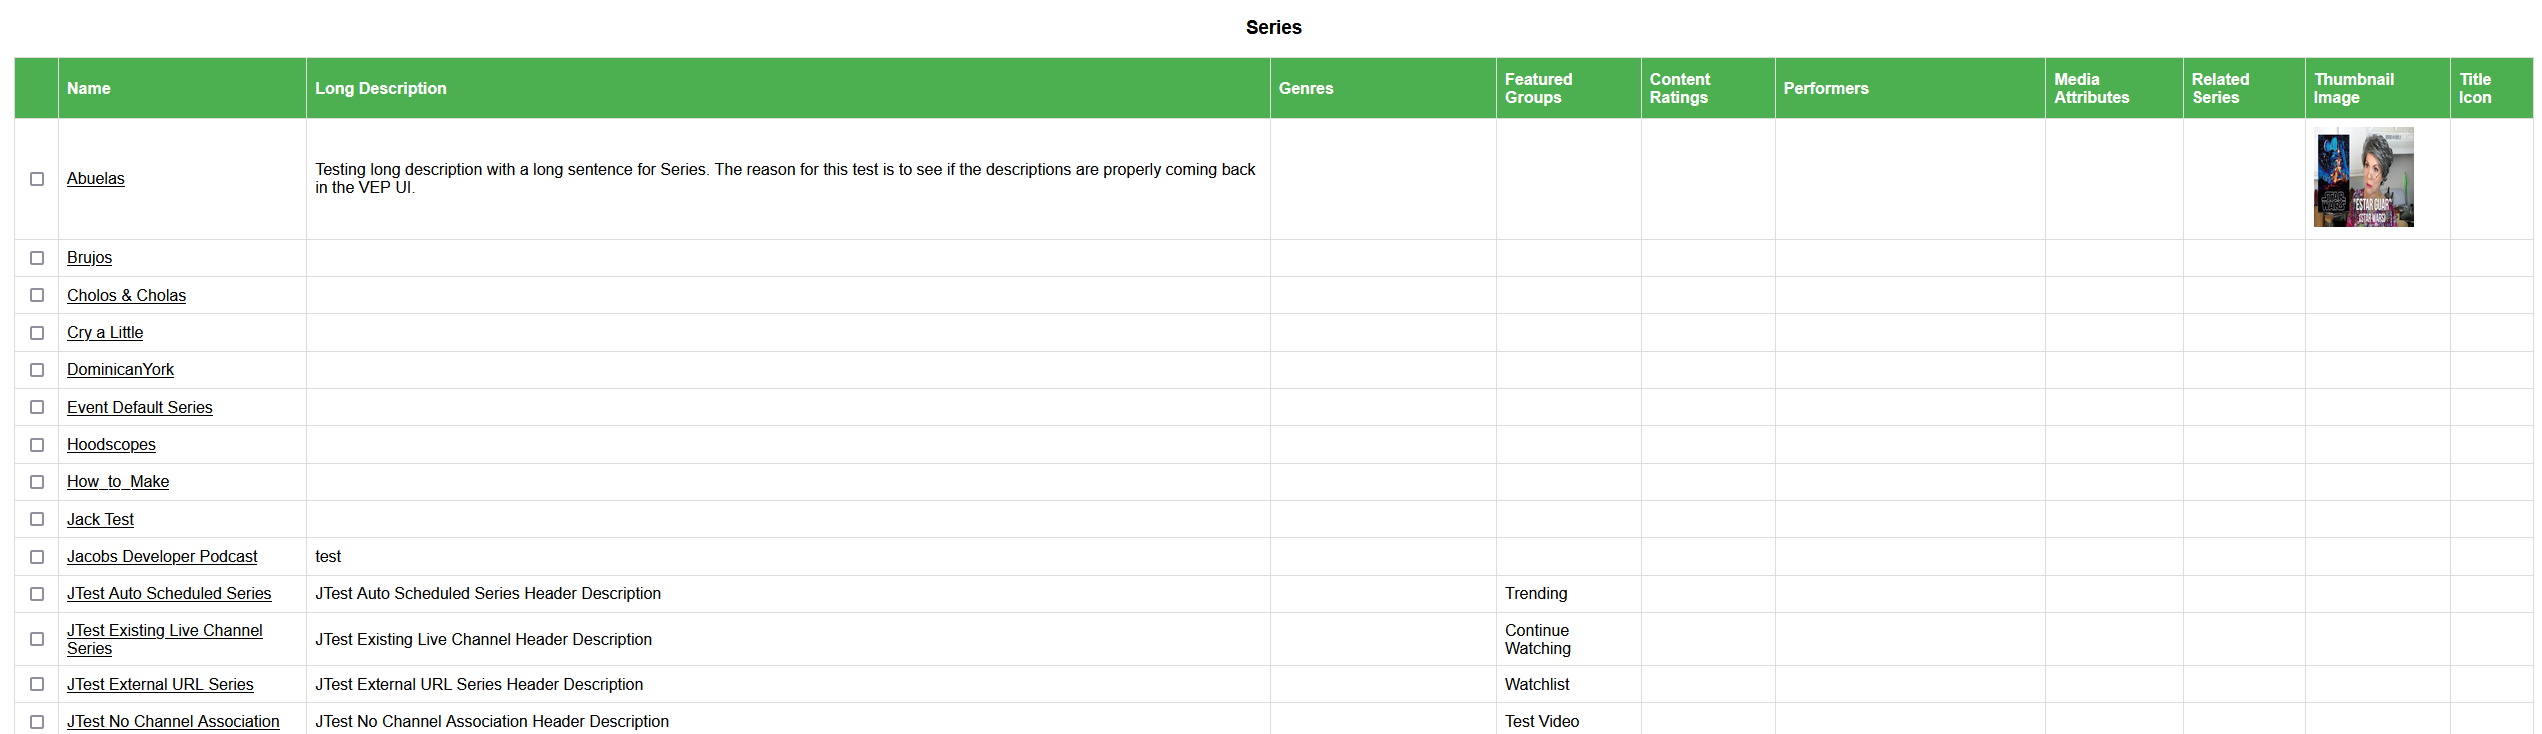 Series
Name
Long Description
Genres
Featured
Groups
Content
Ratings
Performers
Media
Attributes
Related
Series
Thumbnail
Image
Title
Icon
Abuelas
Testing long description with a long sentence for Series. The reason for this test is to see if the descriptions are properly coming back
in the VEP UI.
STAR
WARS
"ESTAR GUAR"
(STAR WARS)
Brujos
Cholos & Cholas
Cry a Little
DominicanYork
Event Default Series
Hoodscopes
How_to_Make
Jack Test
Jacobs Developer Podcast
test
JTest Auto Scheduled Series
JTest Auto Scheduled Series Header Description
Trending
JTest Existing Live Channel
Series
JTest Existing Live Channel Header Description
Continue
Watching
JTest External URL Series
JTest External URL Series Header Description
Watchlist
JTest No Channel Association
JTest No Channel Association Header Description
Test Video